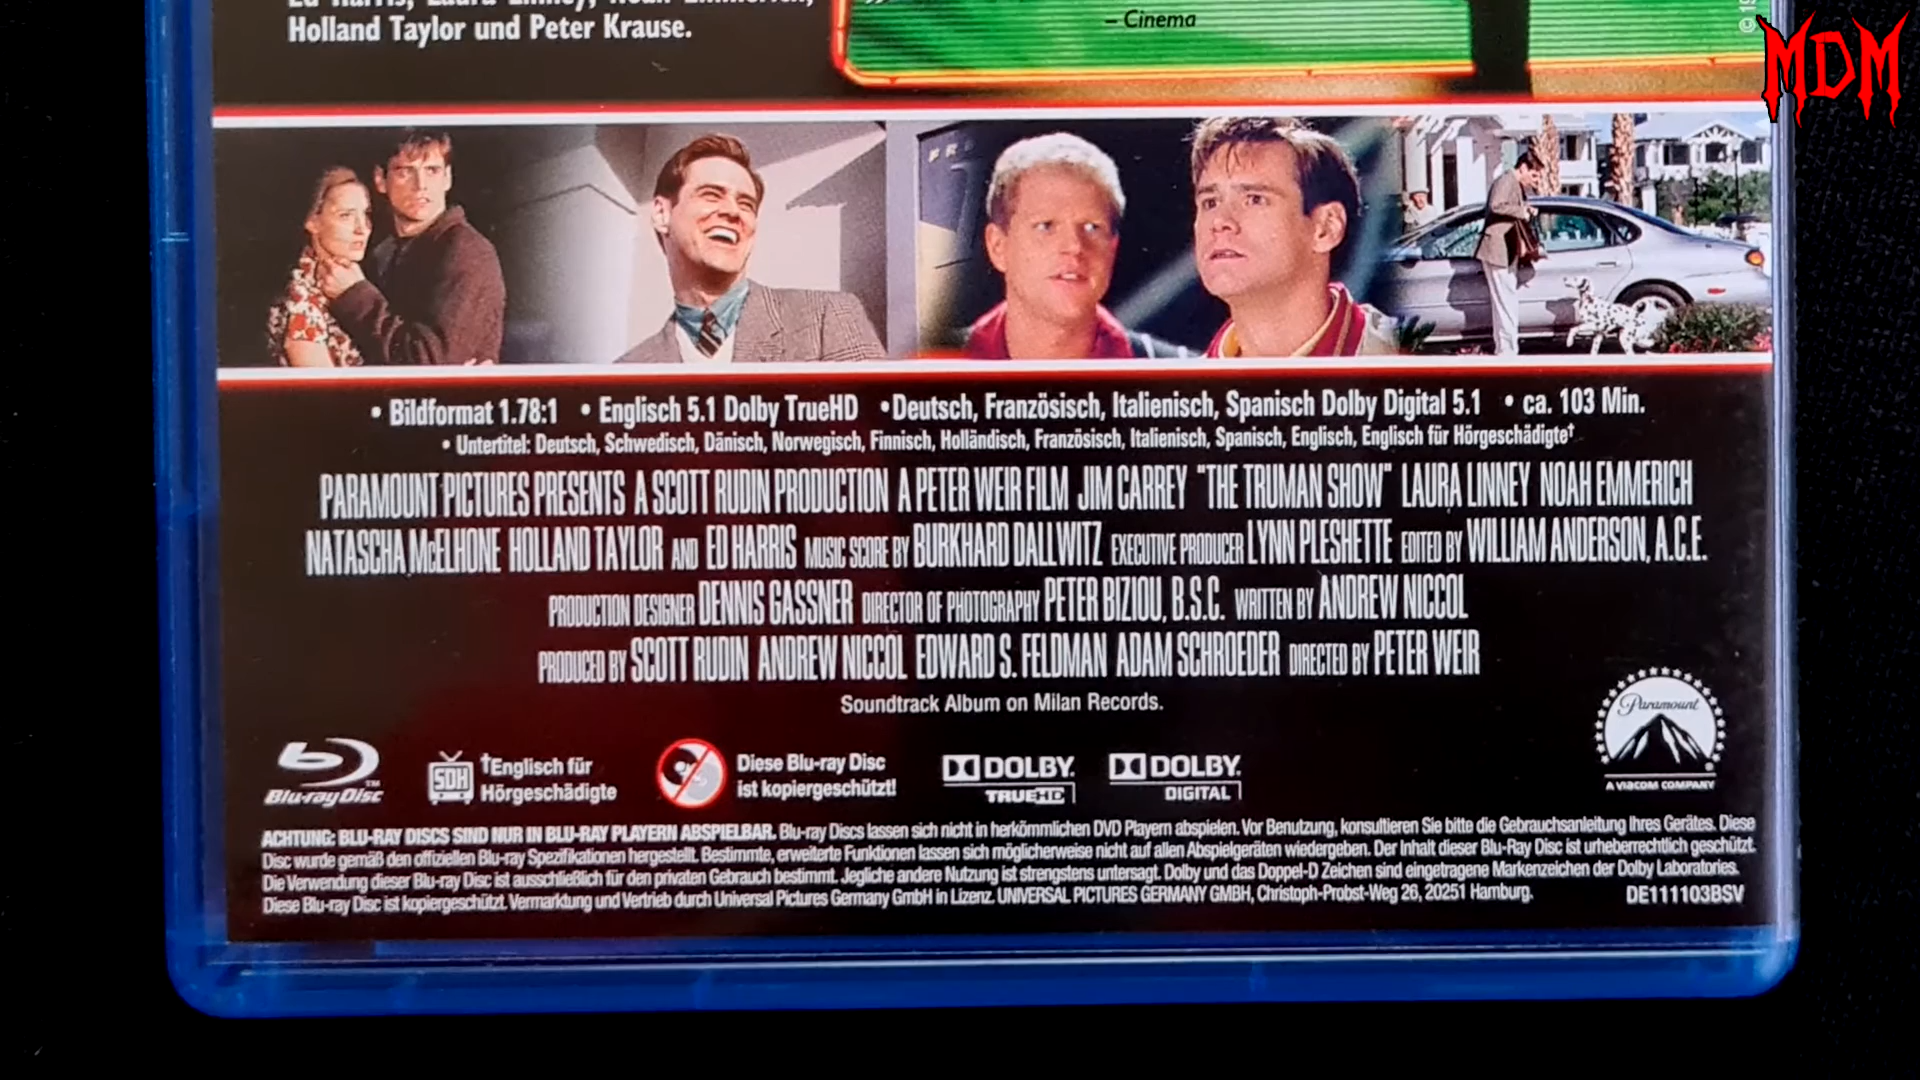 Ed Harris, Laura Linney, Noah Emmerich,
Holland Taylor und Peter Krause.
– Cinema
MDM
• Bildformat 1.78:1 • Englisch 5.1 Dolby TrueHD •Deutsch, Französisch, Italienisch, Spanisch Dolby Digital 5.1 • ca. 103 Min.
• Untertitel: Deutsch, Schwedisch, Dänisch, Norwegisch, Finnisch, Holländisch, Französisch, Italienisch, Spanisch, Englisch, Englisch für Hörgeschädigte†
PARAMOUNT PICTURES PRESENTS A SCOTT RUDIN PRODUCTION A PETER WEIR FILM JIM CARREY "THE TRUMAN SHOW" LAURA LINNEY NOAH EMMERICH
NATASCHA McELHONE HOLLAND TAYLOR AND ED HARRIS MUSIC SCORE BY BURKHARD DALLWITZ EXECUTIVE PRODUCER LYNN PLESHETTE EDITED BY WILLIAM ANDERSON, A.C.E.
PRODUCTION DESIGNER DENNIS GASSNER DIRECTOR OF PHOTOGRAPHY PETER BIZIOU, B.S.C. WRITTEN BY ANDREW NICCOL
PRODUCED BY SCOTT RUDIN ANDREW NICCOL EDWARD S. FELDMAN ADAM SCHROEDER DIRECTED BY PETER WEIR
Soundtrack Album on Milan Records.
Blu-ray Disc™
SDH
†Englisch für
Hörgeschädigte
Diese Blu-ray Disc
ist kopiergeschützt!
DOLBY.
TRUEHD
DOLBY.
DIGITAL
Paramount
A VIACOM COMPANY
ACHTUNG: BLU-RAY DISCS SIND NUR IN BLU-RAY PLAYERN ABSPIELBAR. Blu-ray Discs lassen sich nicht in herkömmlichen DVD Playern abspielen. Vor Benutzung, konsultieren Sie bitte die Gebrauchsanleitung Ihres Gerätes. Diese
Disc wurde gemäß den offiziellen Blu-ray Spezifikationen hergestellt. Bestimmte, erweiterte Funktionen lassen sich möglicherweise nicht auf allen Abspielgeräten wiedergeben. Der Inhalt dieser Blu-Ray Disc ist urheberrechtlich geschützt.
Die Verwendung dieser Blu-ray Disc ist ausschließlich für den privaten Gebrauch bestimmt. Jegliche andere Nutzung ist strengstens untersagt. Dolby und das Doppel-D Zeichen sind eingetragene Markenzeichen der Dolby Laboratories.
Diese Blu-ray Disc ist kopiergeschützt. Vermarktung und Vertrieb durch Universal Pictures Germany GmbH in Lizenz. UNIVERSAL PICTURES GERMANY GMBH, Christoph-Probst-Weg 26, 20251 Hamburg.
DE111103BSV